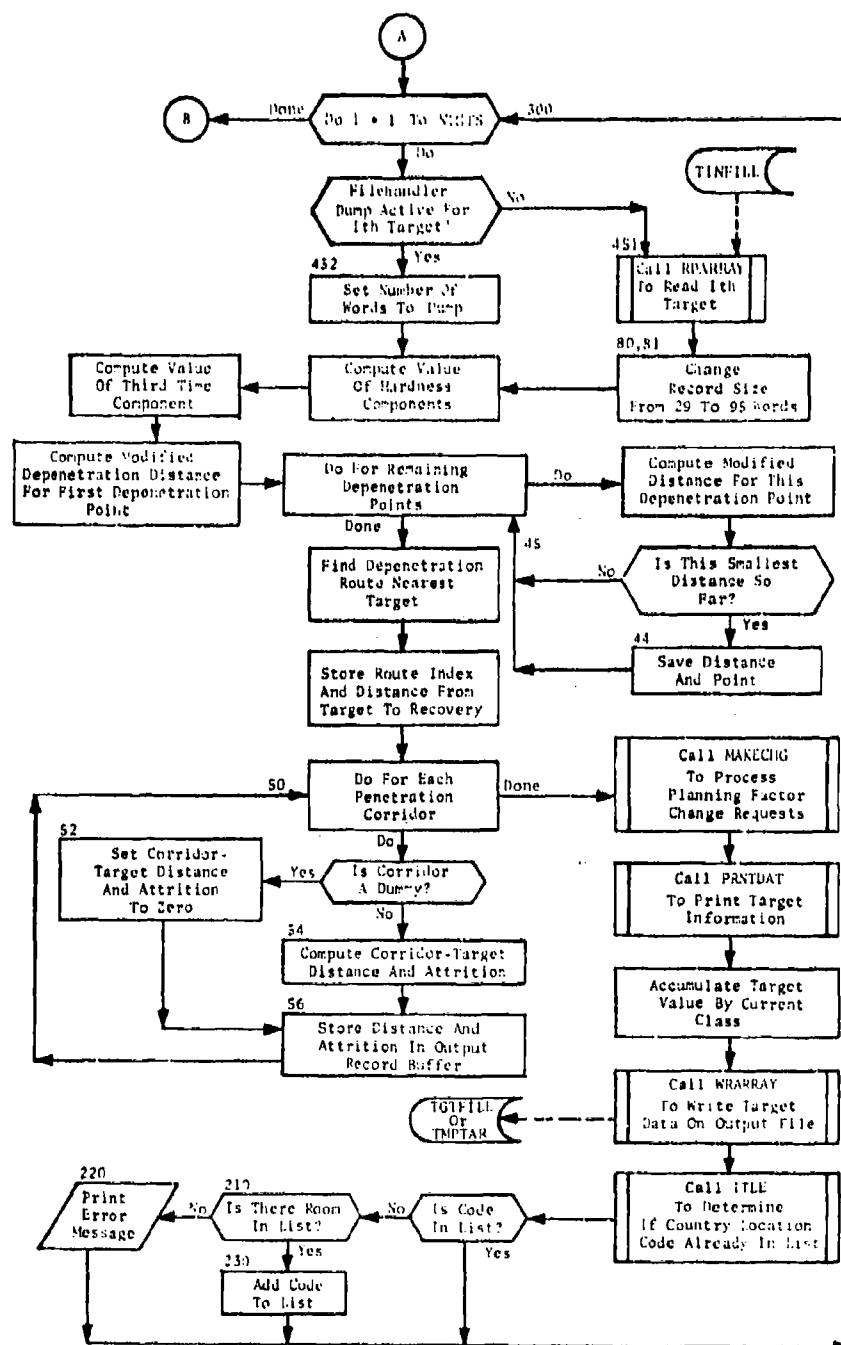 A
B
Done
Do I = 1 To
300
Do
TINFILL
Filehandler
Dump Active For
Ith Target?
No
Yes
432
Set Number Of
Words To Dump
451
Call RDARRAY
To Read Ith
Target
80,81
Change
Record Size
From 29 To 95 Words
Compute Value
Of Hardness
Components
Compute Value
Of Third Time
Component
Compute Modified
Depenetration Distance
For First Depenetration
Point
Do For Remaining
Depenetration
Points
Do
Done
Compute Modified
Distance For This
Depenetration Point
45
Is This Smallest
Distance So
Far?
No
Yes
44
Save Distance
And Point
Find Depenetration
Route Nearest
Target
Store Route Index
And Distance From
Target To Recovery
50
Do For Each
Penetration
Corridor
Done
Do
Call MAKECHG
To Process
Planning Factor
Change Requests
52
Set Corridor-
Target Distance
And Attrition
To Zero
Yes
Is Corridor
A Dummy?
No
54
Compute Corridor-Target
Distance And Attrition
56
Store Distance And
Attrition In Output
Record Buffer
Call PRNTDAT
To Print Target
Information
Accumulate Target
Value By Current
Class
Call WRARRAY
To Write Target
Data On Output File
TGTFILL
Or
TMPTAR
Call ITLE
To Determine
If Country Location
Code Already In List
Is Code
In List?
No
Yes
210
Is There Room
In List?
No
Yes
220
Print
Error
Message
230
Add Code
To List